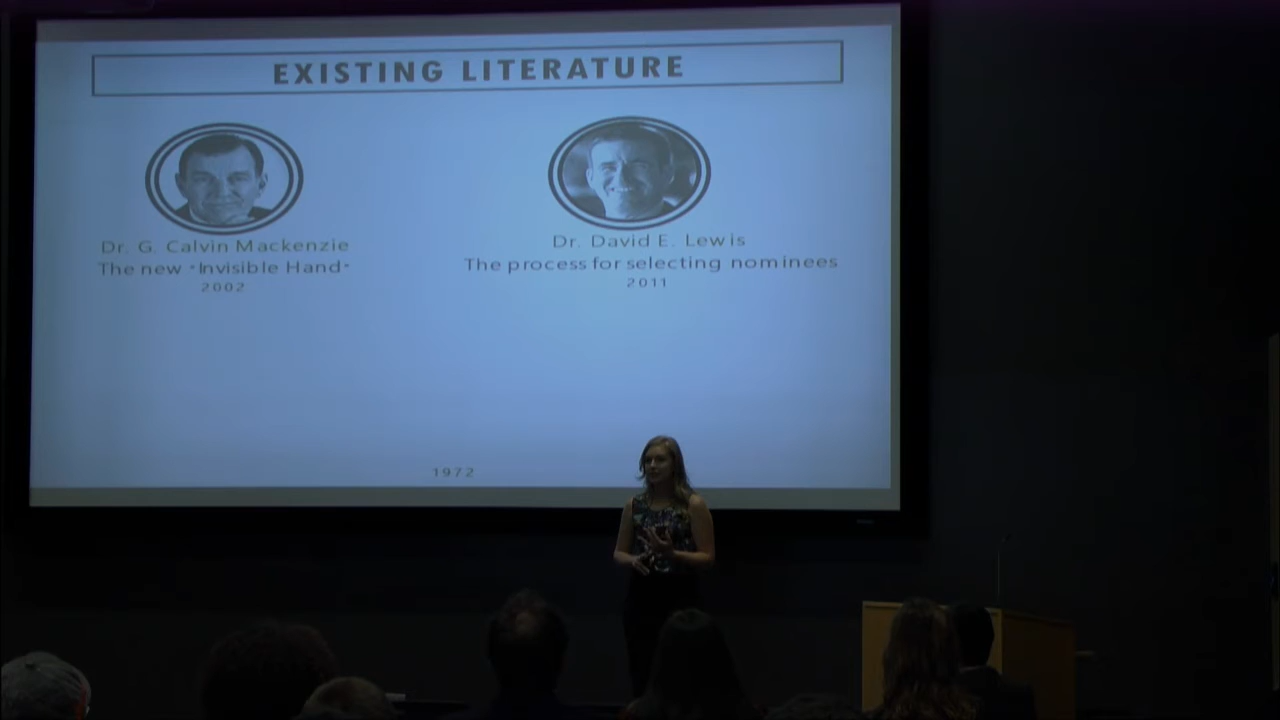 EXISTING LITERATURE
Dr. G. Calvin Mackenzie
The new "Invisible Hand"
2002
Dr. David E. Lewis
The process for selecting nominees
2011
1972